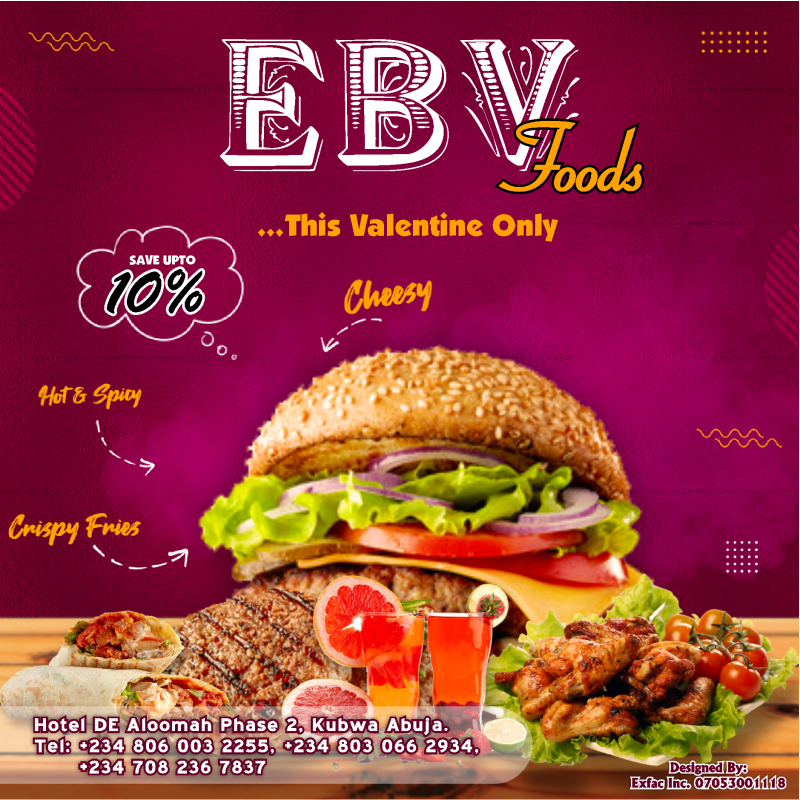 EBV
Foods
...This Valentine Only
SAVE UPTO
10%
Cheesy
Hot & Spicy
Crispy Fries
Hotel DE Aloomah Phase 2, Kubwa Abuja.
Tel: +234 806 003 2255, +234 803 066 2934,
+234 708 236 7837
Designed By:
Exfac Inc. 07053001118